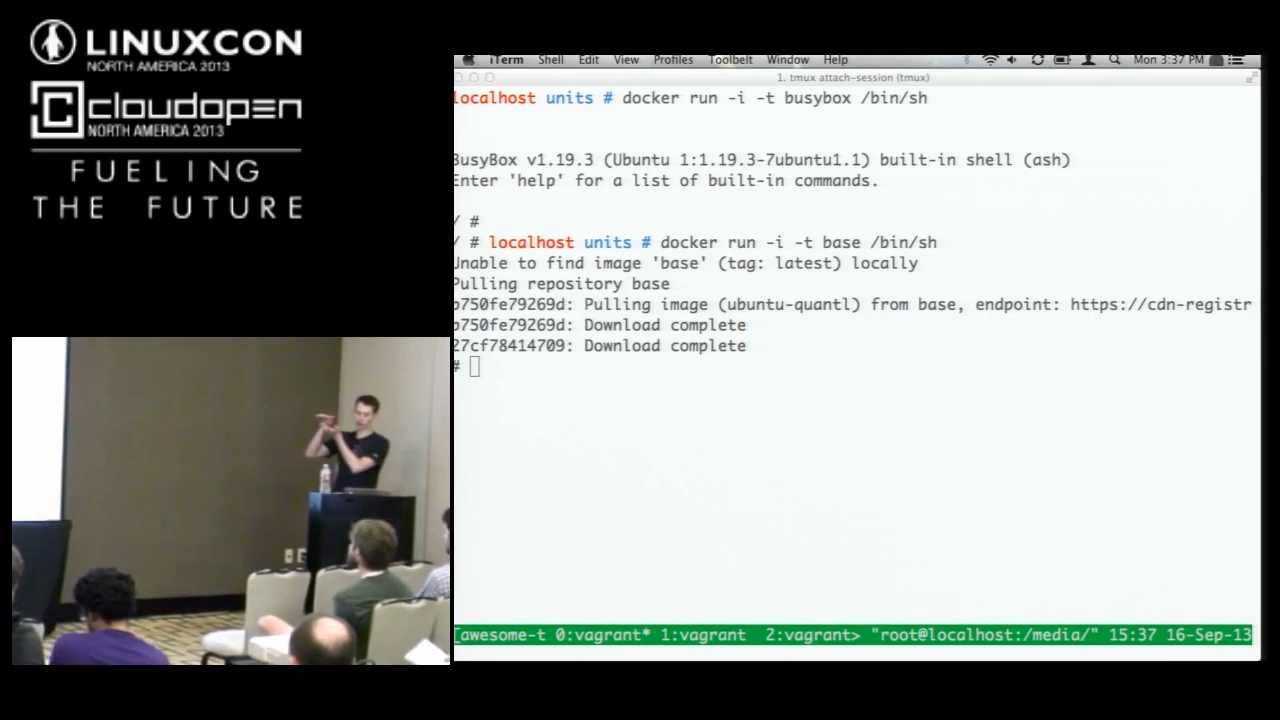 LINUXCON
NORTH AMERICA 2013
cloudopen
NORTH AMERICA 2013
FUELING
THE FUTURE
iTerm Shell Edit View Profiles Toolbelt Window Help Mon 3:37 PM
1. tmux attach-session (tmux)
localhost units # docker run -i -t busybox /bin/sh
BusyBox v1.19.3 (Ubuntu 1:1.19.3-7ubuntu1.1) built-in shell (ash)
Enter 'help' for a list of built-in commands.
/ #
/ # localhost units # docker run -i -t base /bin/sh
Unable to find image 'base' (tag: latest) locally
Pulling repository base
b750fe79269d: Pulling image (ubuntu-quantl) from base, endpoint: https://cdn-registr
b750fe79269d: Download complete
27cf78414709: Download complete
#
[awesome-t 0:vagrant* 1:vagrant 2:vagrant> "root@localhost:/media/" 15:37 16-Sep-13